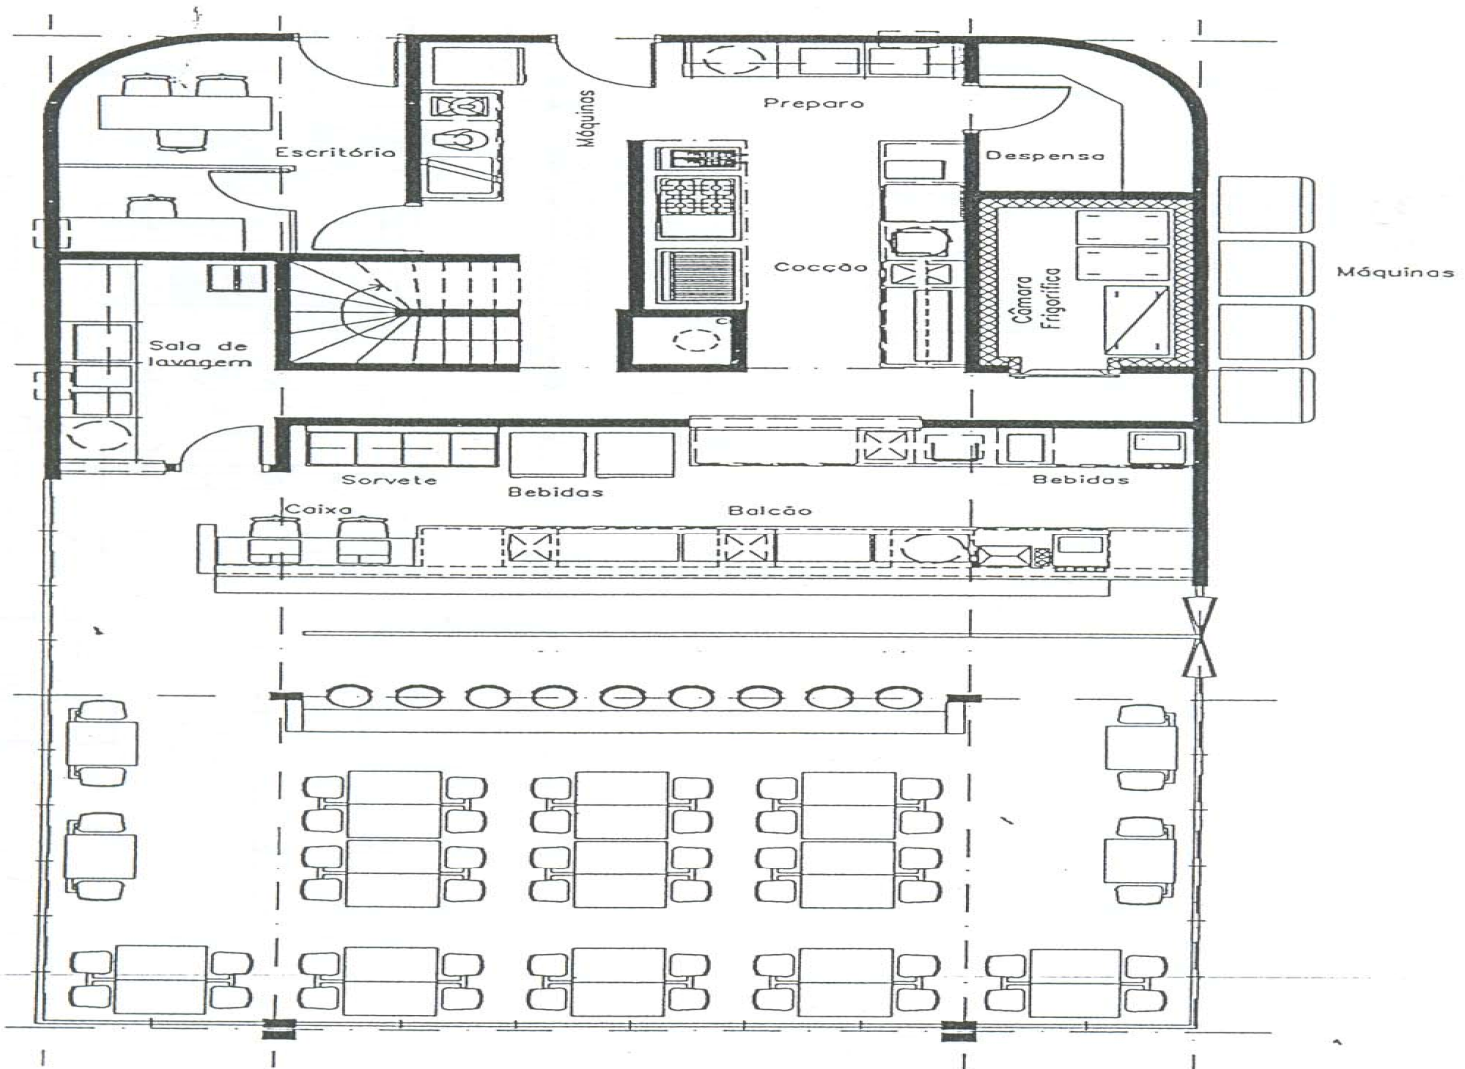 Máquinas
Preparo
Escritório
Despensa
Cocção
Câmara
Frigorífica
Máquinas
Sala de
lavagem
Sorvete
Bebidas
Bebidas
Caixa
Balcão